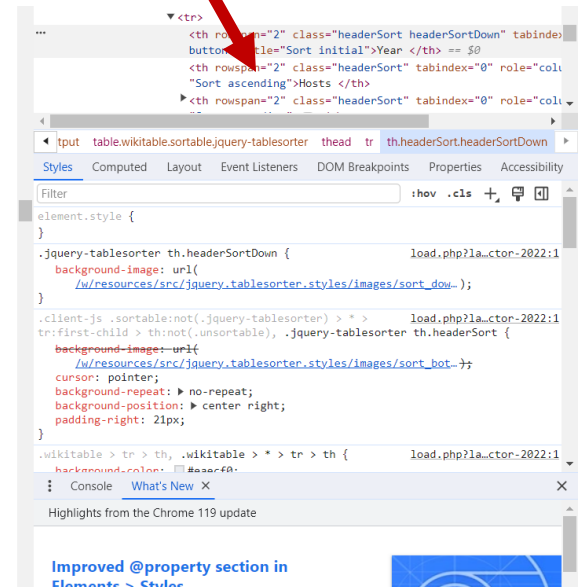 ▼<tr>
<th rowspan="2" class="headerSort headerSortDown" tabindex
button title="Sort initial">Year </th> == $0
<th rowspan="2" class="headerSort" tabindex="0" role="colu
"Sort ascending">Hosts </th>
▶<th rowspan="2" class="headerSort" tabindex="0" role="colu
tput table.wikitable.sortable.jquery-tablesorter thead tr th.headerSort.headerSortDown
Styles Computed Layout Event Listeners DOM Breakpoints Properties Accessibility
Filter :hov .cls
element.style {
}
.jquery-tablesorter th.headerSortDown { load.php?la…ctor-2022:1
background-image: url(
/w/resources/src/jquery.tablesorter.styles/images/sort_dow…);
}
.client-js .sortable:not(.jquery-tablesorter) > * > load.php?la…ctor-2022:1
tr:first-child > th:not(.unsortable), .jquery-tablesorter th.headerSort {
background-image: url(
/w/resources/src/jquery.tablesorter.styles/images/sort_bot…);
cursor: pointer;
background-repeat: ▶ no-repeat;
background-position: ▶ center right;
padding-right: 21px;
}
.wikitable > tr > th, .wikitable > * > tr > th { load.php?la…ctor-2022:1
background-color: #eaecf0;
Console What's New ×
Highlights from the Chrome 119 update
Improved @property section in
Elements > Styles